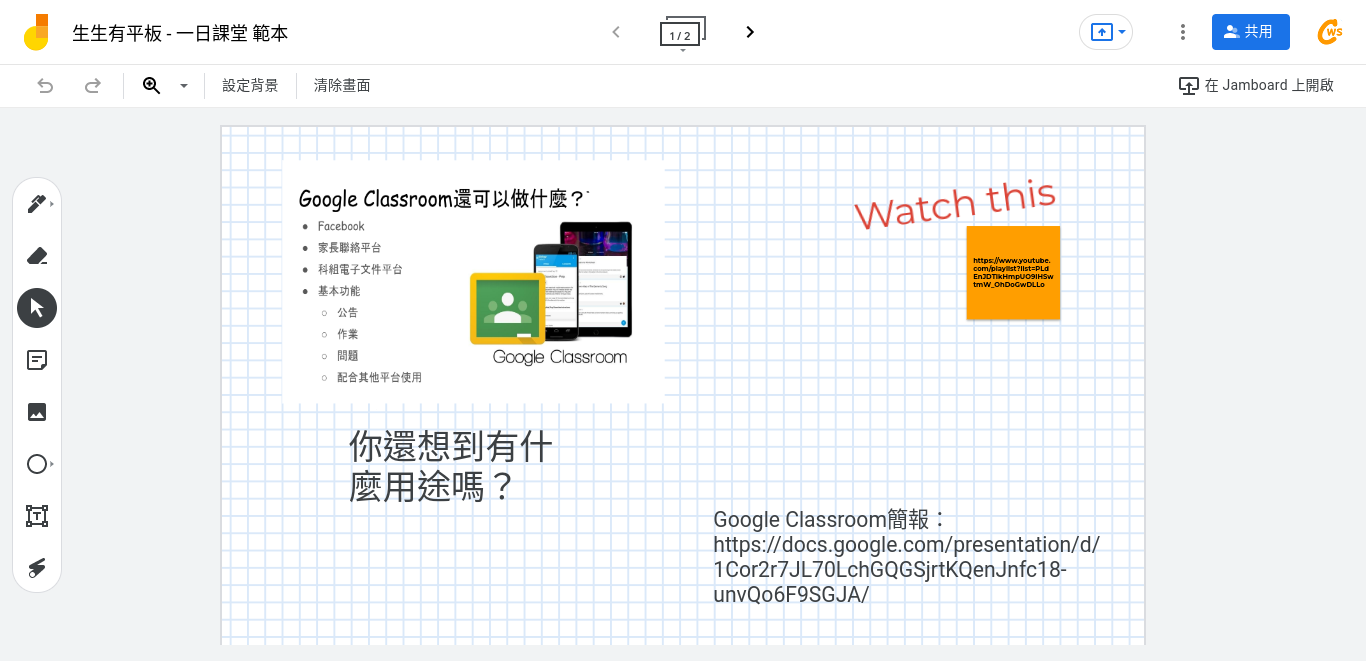 生生有平板 - 一日課堂 範本
1 / 2
共用
CWS
設定背景
清除畫面
在 Jamboard 上開啟
Google Classroom還可以做什麼？
● Facebook
● 家長聯絡平台
● 科組電子文件平台
● 基本功能
○ 公告
○ 作業
○ 問題
○ 配合其他平台使用
Google Classroom
Watch this
https://www.youtube.
com/playlist?list=PLd
tmW_OhDoGwDLLo
你還想到有什
麼用途嗎？
Google Classroom簡報：
https://docs.google.com/presentation/d/
1Cor2r7JL70LchGQGSjrtKQenJnfc18-
unvQo6F9SGJA/